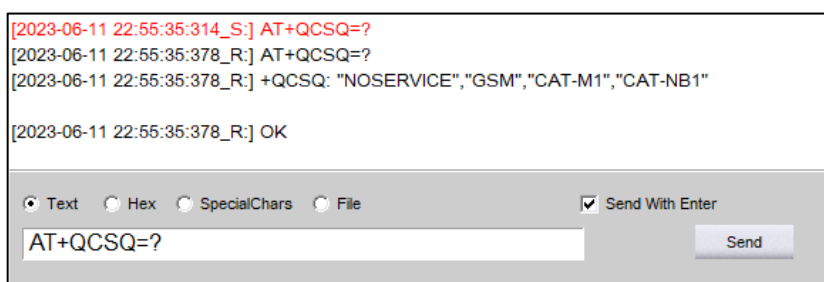 [2023-06-11 22:55:35:314_S:] AT+QCSQ=?
[2023-06-11 22:55:35:378_R:] AT+QCSQ=?
[2023-06-11 22:55:35:378_R:] +QCSQ: "NOSERVICE","GSM","CAT-M1","CAT-NB1"
[2023-06-11 22:55:35:378_R:] OK
Text Hex SpecialChars File Send With Enter
AT+QCSQ=? Send